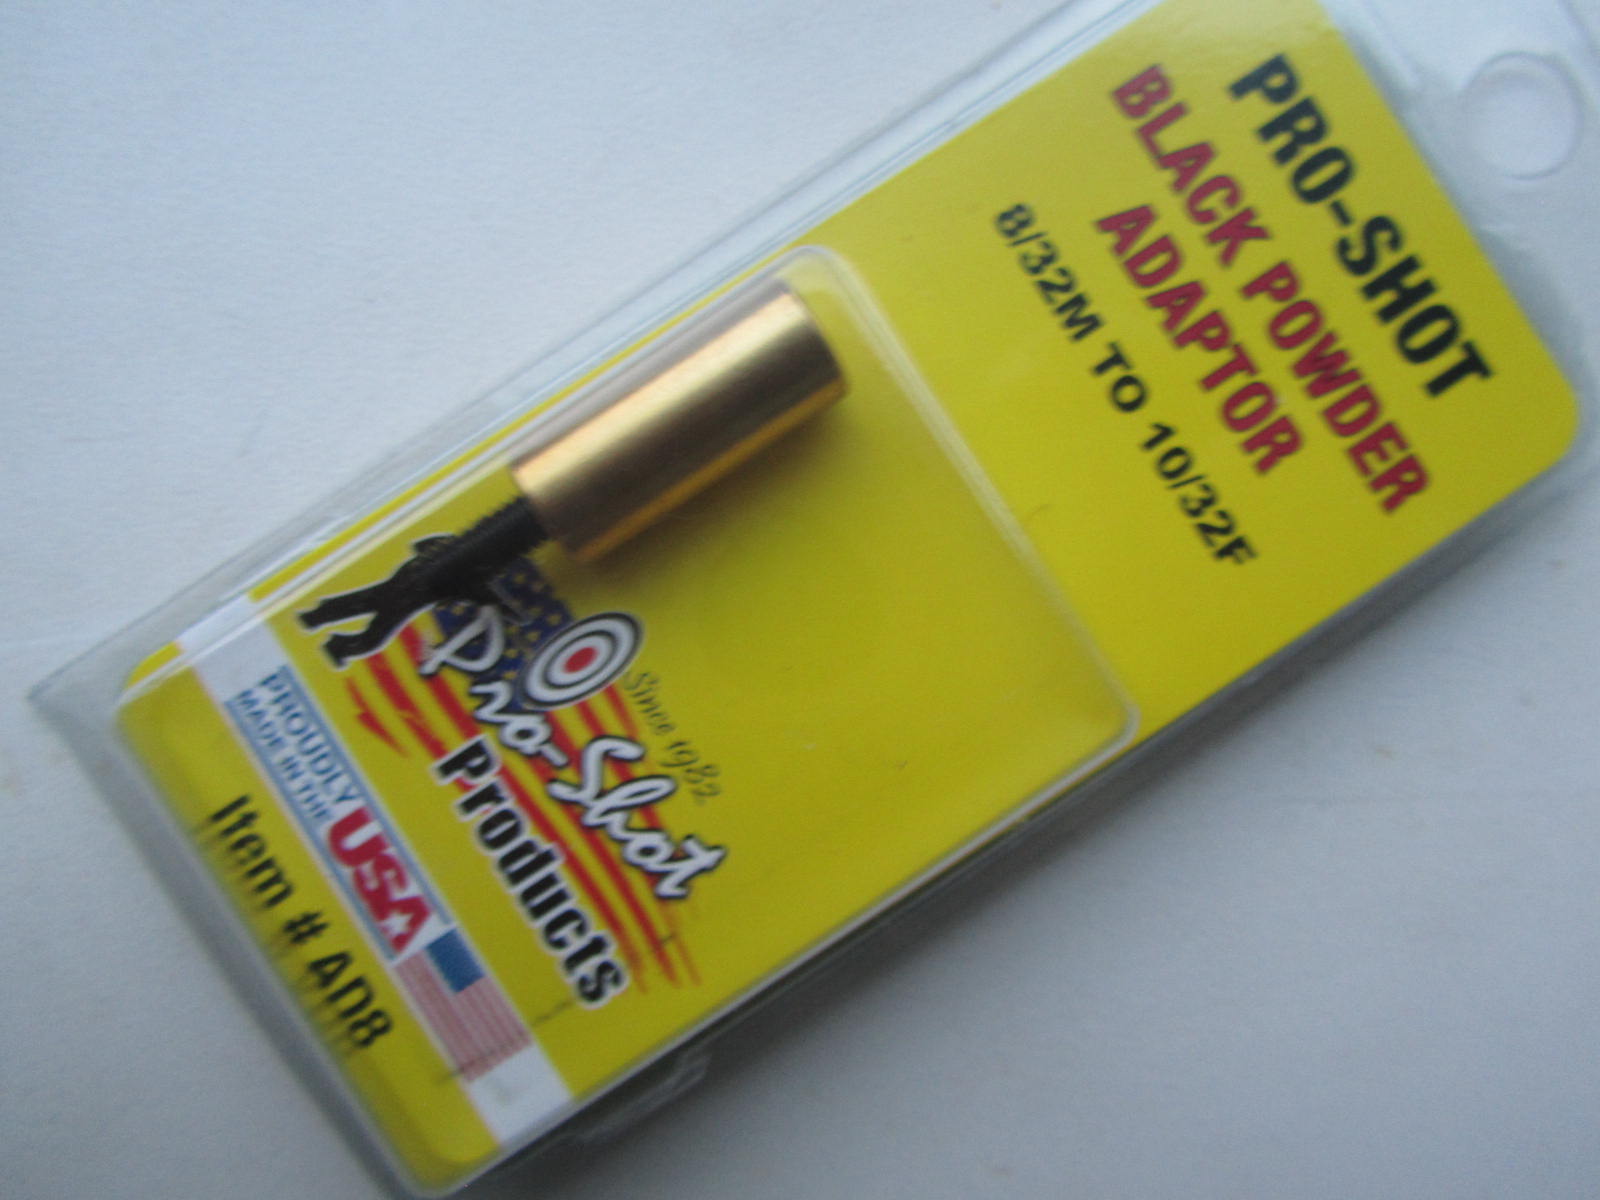 PRO-SHOT
BLACK POWDER
ADAPTOR
8/32M TO 10/32F
Since 1982
Pro-Shot
Products
PROUDLY
MADE IN THE
USA
Item # AD8